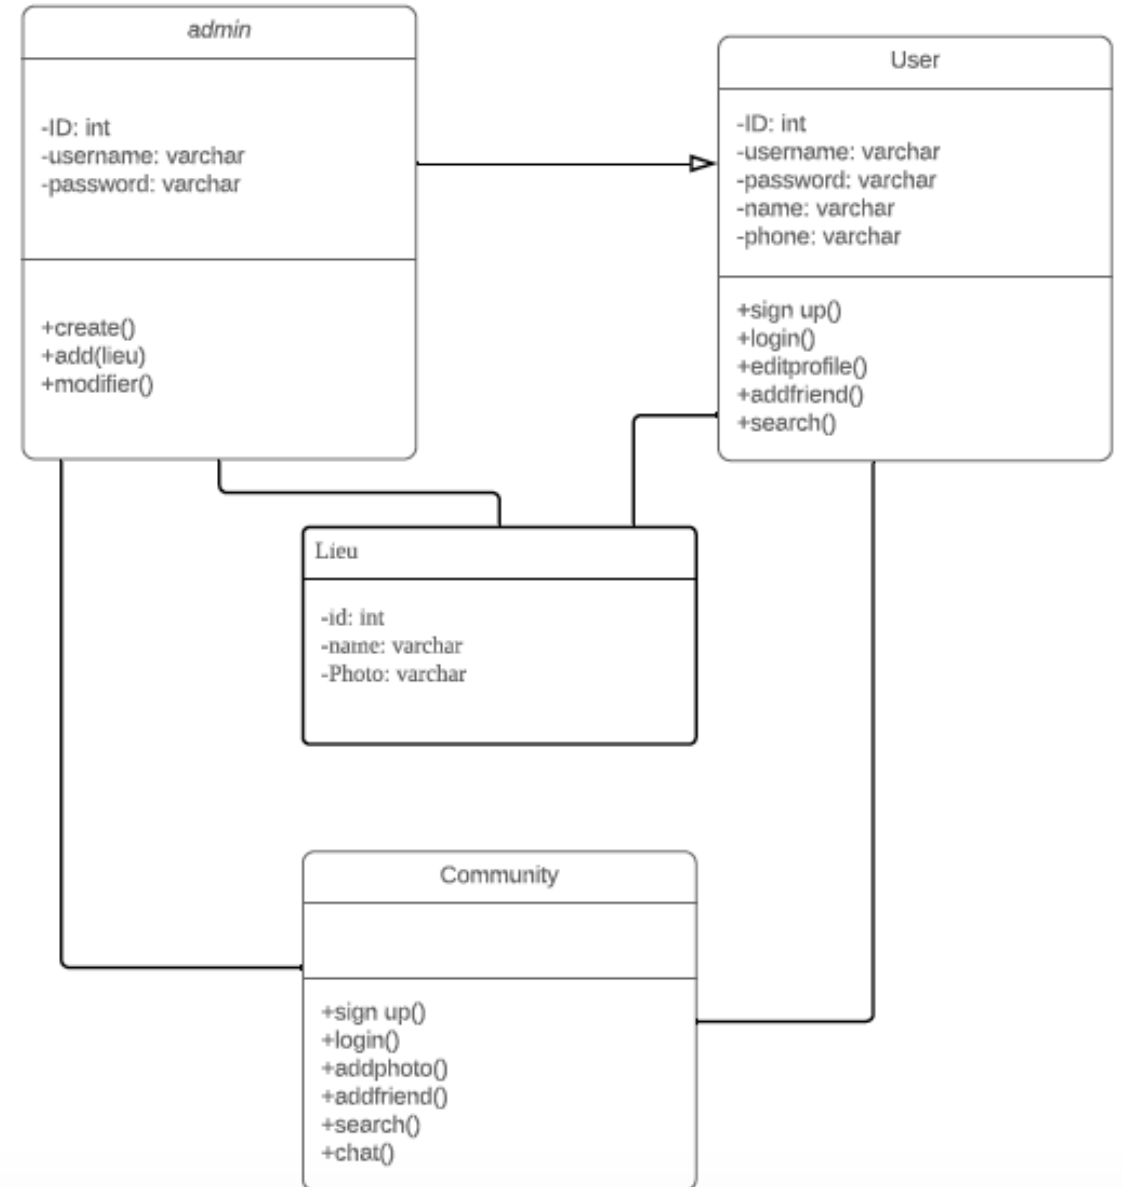 admin
-ID: int
-username: varchar
-password: varchar
+create()
+add(lieu)
+modifier()
User
-ID: int
-username: varchar
-password: varchar
-name: varchar
-phone: varchar
+sign up()
+login()
+editprofile()
+addfriend()
+search()
Lieu
-id: int
-name: varchar
-Photo: varchar
Community
+sign up()
+login()
+addphoto()
+addfriend()
+search()
+chat()